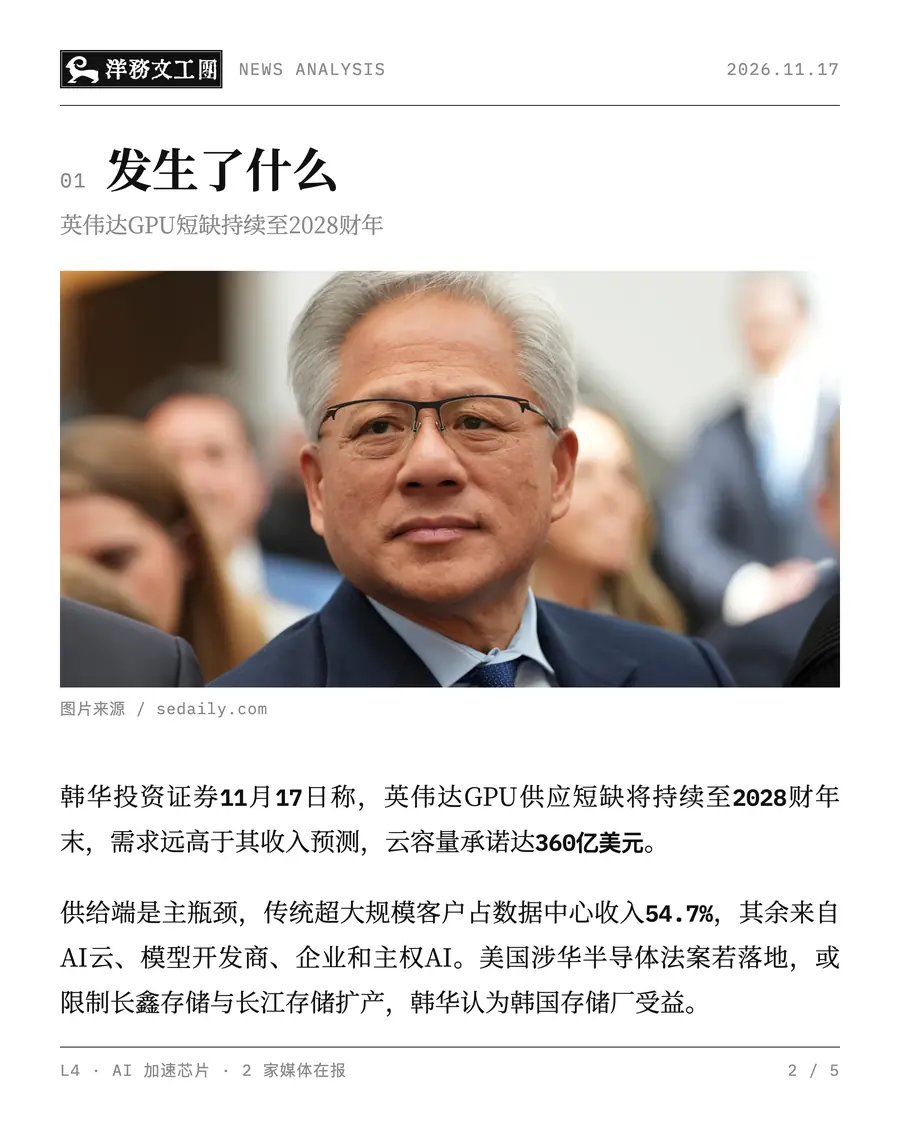 洋務文工團 NEWS ANALYSIS 2026.11.17
01 发生了什么
英伟达GPU短缺持续至2028财年
图片来源 / sedaily.com
韩华投资证券11月17日称，英伟达GPU供应短缺将持续至2028财年
末，需求远高于其收入预测，云容量承诺达360亿美元。
供给端是主瓶颈，传统超大规模客户占数据中心收入54.7%，其余来自
AI云、模型开发商、企业和主权AI。美国涉华半导体法案若落地，或
限制长鑫存储与长江存储扩产，韩华认为韩国存储厂受益。
L4 · AI 加速芯片 · 2 家媒体在报 2 / 5